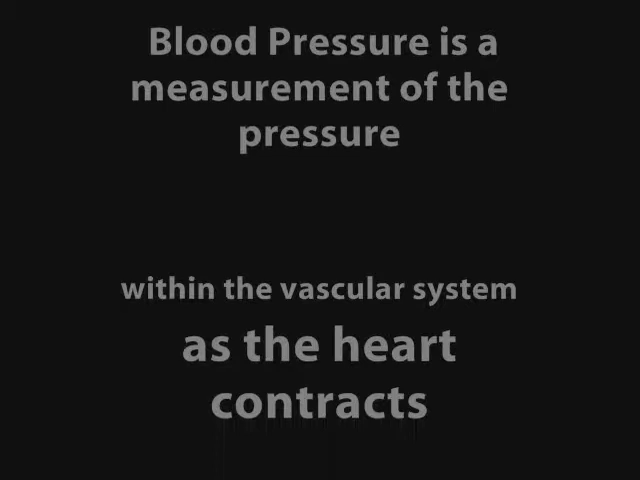 Blood Pressure is a
measurement of the
pressure
within the vascular system
as the heart
contracts